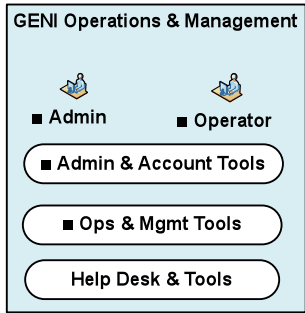 GENI Operations & Management
■ Admin
■ Operator
■ Admin & Account Tools
■ Ops & Mgmt Tools
Help Desk & Tools